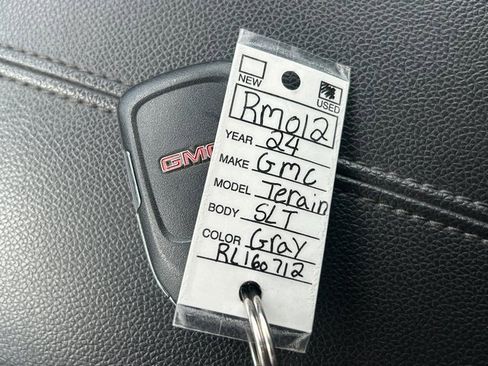 NEW USED
RM012
YEAR 24
MAKE Gmc
MODEL Terain
BODY SLT
COLOR Gray
RL160712
GMC